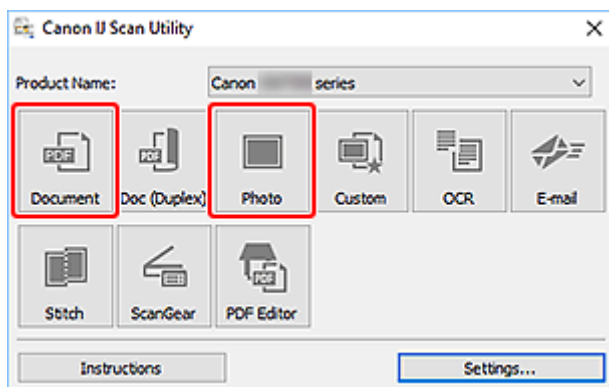 Canon IJ Scan Utility
Product Name: Canon series
PDF PDF
Document Doc (Duplex) Photo Custom OCR E-mail
PDF
Stitch ScanGear PDF Editor
Instructions Settings...